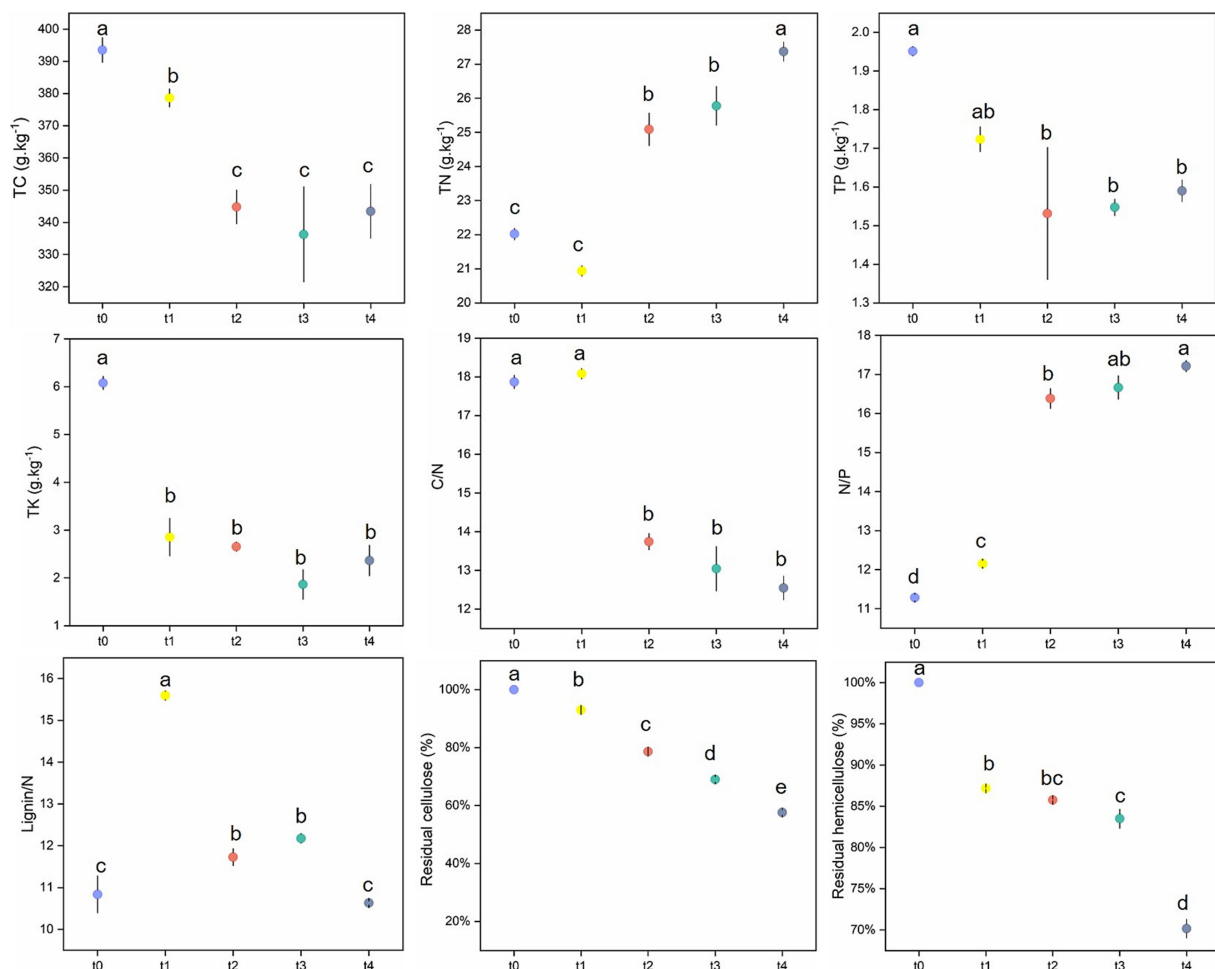 TC (g.kg-1)
400
390
380
370
360
350
340
330
320
a
b
c
c
c
t0
t1
t2
t3
t4
TN (g.kg-1)
28
27
26
25
24
23
22
21
20
c
c
b
b
a
t0
t1
t2
t3
t4
TP (g.kg-1)
2.0
1.9
1.8
1.7
1.6
1.5
1.4
1.3
a
ab
b
b
b
t0
t1
t2
t3
t4
TK (g.kg-1)
7
6
5
4
3
2
1
a
b
b
b
b
t0
t1
t2
t3
t4
C/N
19
18
17
16
15
14
13
12
a
a
b
b
b
t0
t1
t2
t3
t4
N/P
18
17
16
15
14
13
12
11
d
c
b
ab
a
t0
t1
t2
t3
t4
Lignin/N
16
15
14
13
12
11
10
c
a
b
b
c
t0
t1
t2
t3
t4
Residual cellulose (%)
100%
80%
60%
40%
20%
a
b
c
d
e
t0
t1
t2
t3
t4
Residual hemicellulose (%)
100%
95%
90%
85%
80%
75%
70%
a
b
bc
c
d
t0
t1
t2
t3
t4